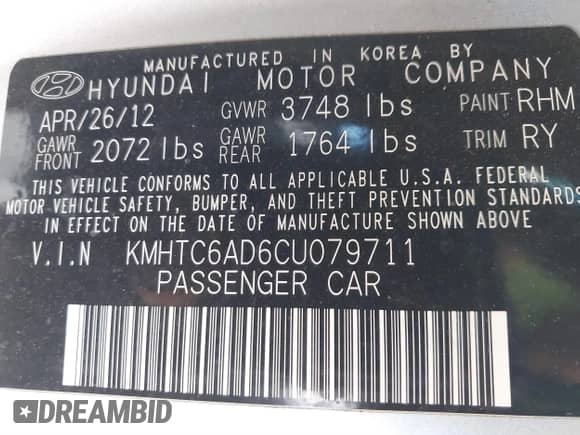 MANUFACTURED IN KOREA BY
HYUNDAI MOTOR COMPANY
APR/26/12 GVWR 3748 lbs PAINT RHM
GAWR FRONT 2072 lbs GAWR REAR 1764 lbs TRIM RY
THIS VEHICLE CONFORMS TO ALL APPLICABLE U.S.A. FEDERAL
MOTOR VEHICLE SAFETY, BUMPER, AND THEFT PREVENTION STANDARDS
IN EFFECT ON THE DATE OF MANUFACTURE SHOWN ABOVE
V.I.N KMHTC6AD6CU079711
PASSENGER CAR
DREAMBID